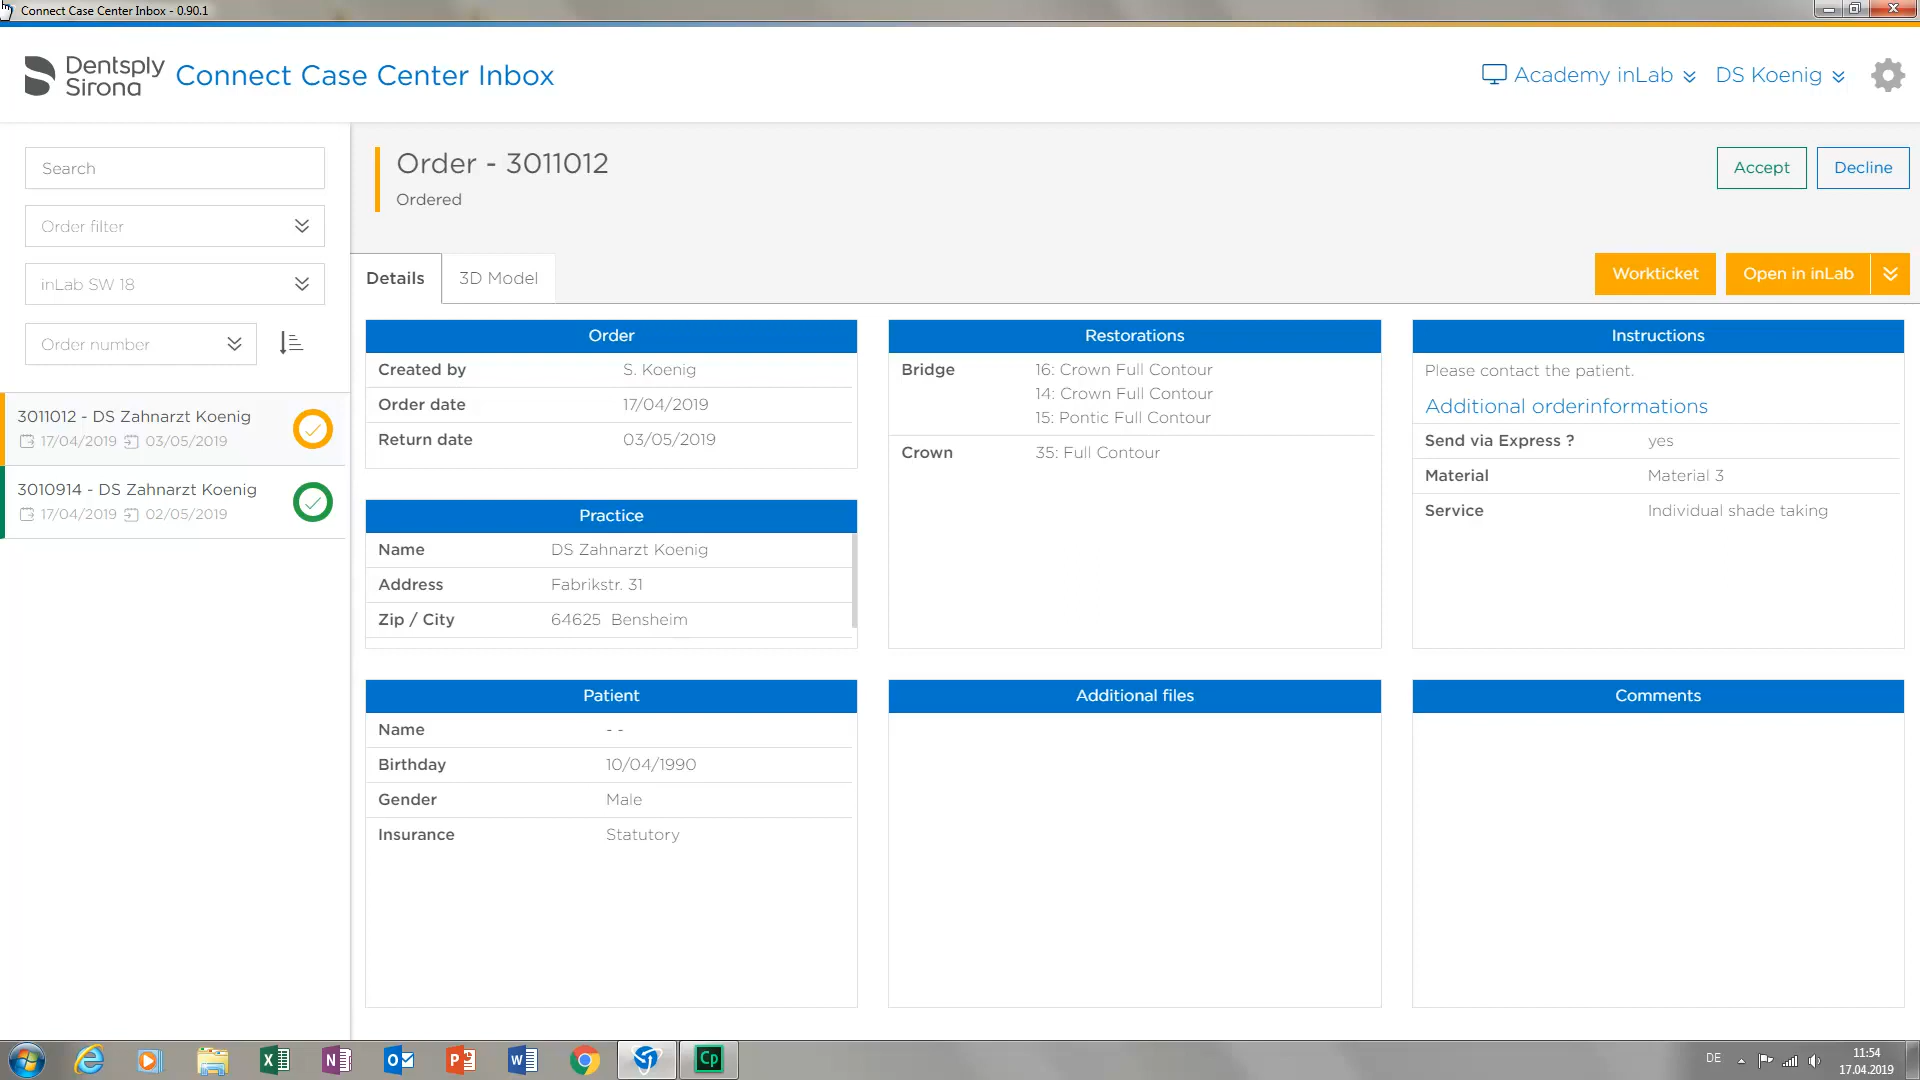 Connect Case Center Inbox - 0.90.1
Dentsply
Sirona
Connect Case Center Inbox
Academy inLab
DS Koenig
Search
Order filter
inLab SW 18
Order number
3011012 - DS Zahnarzt Koenig
17/04/2019 03/05/2019
3010914 - DS Zahnarzt Koenig
17/04/2019 02/05/2019
Order - 3011012
Ordered
Accept
Decline
Details
3D Model
Workticket
Open in inLab
Order
Created by S. Koenig
Order date 17/04/2019
Return date 03/05/2019
Practice
Name DS Zahnarzt Koenig
Address Fabrikstr. 31
Zip / City 64625 Bensheim
Patient
Name - -
Birthday 10/04/1990
Gender Male
Insurance Statutory
Restorations
Bridge 16: Crown Full Contour
14: Crown Full Contour
15: Pontic Full Contour
Crown 35: Full Contour
Additional files
Instructions
Please contact the patient.
Additional orderinformations
Send via Express ? yes
Material Material 3
Service Individual shade taking
Comments
DE
11:54
17.04.2019